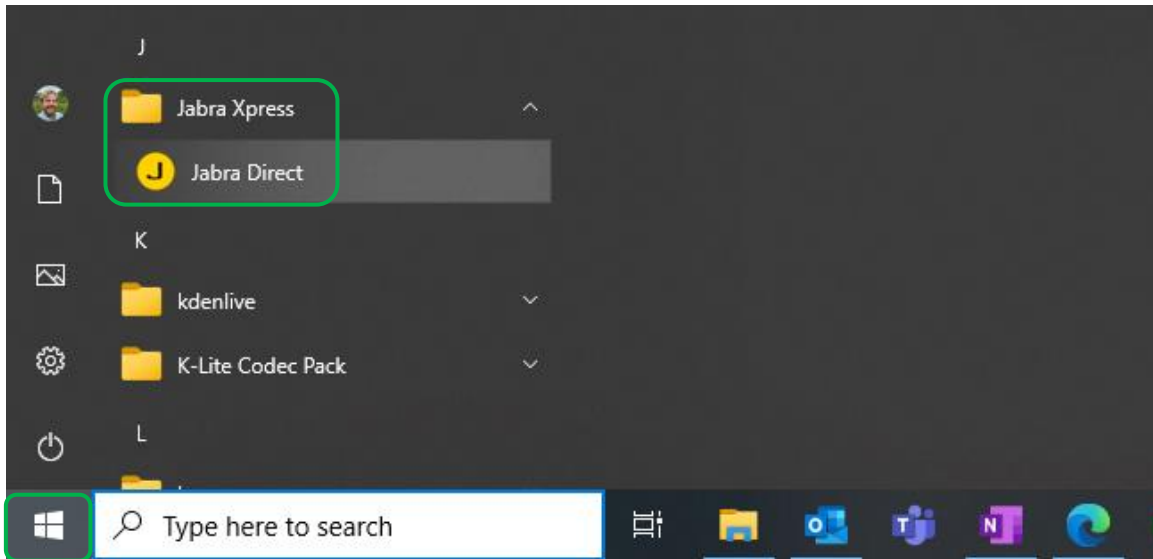 J
Jabra Xpress
J
Jabra Direct
K
kdenlive
K-Lite Codec Pack
L
Type here to search